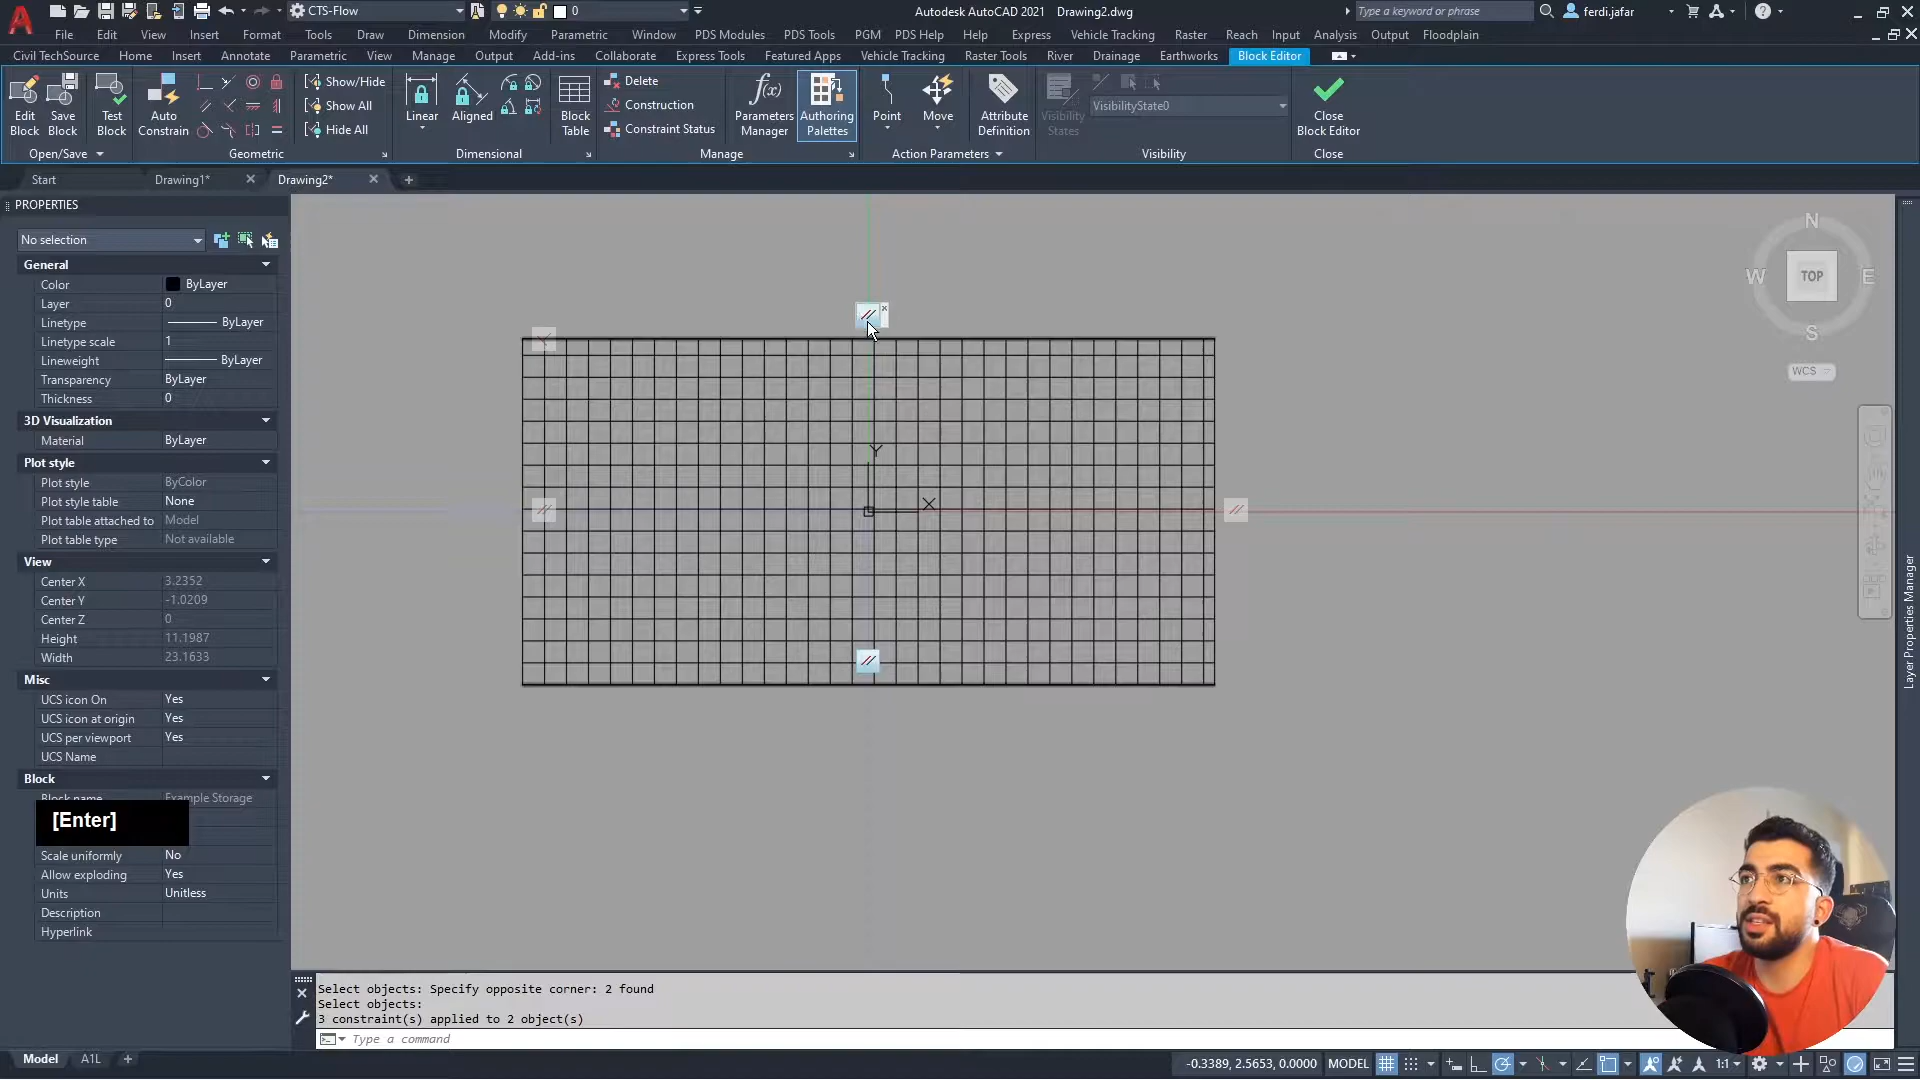 CTS-Flow
0
Autodesk AutoCAD 2021 Drawing2.dwg
Type a keyword or phrase
ferdi.jafar
File Edit View Insert Format Tools Draw Dimension Modify Parametric Window PDS Modules PDS Tools PGM PDS Help Help Express Vehicle Tracking Raster Reach Input Analysis Output Floodplain
Civil TechSource Home Insert Annotate Parametric View Manage Output Add-ins Collaborate Express Tools Featured Apps Vehicle Tracking Raster Tools River Drainage Earthworks Block Editor
Edit Block
Save Block
Test Block
Auto Constrain
Show/Hide
Show All
Hide All
Linear
Aligned
Block Table
Delete
Construction
Constraint Status
Parameters Manager
Authoring Palettes
Point
Move
Attribute Definition
Visibility States
VisibilityState0
Close Block Editor
Open/Save Geometric Dimensional Manage Action Parameters Visibility Close
Start Drawing1* Drawing2*
PROPERTIES
No selection
General
Color ByLayer
Layer 0
Linetype ByLayer
Linetype scale 1
Lineweight ByLayer
Transparency ByLayer
Thickness 0
3D Visualization
Material ByLayer
Plot style
Plot style ByColor
Plot style table None
Plot table attached to Model
Plot table type Not available
View
Center X 3.2352
Center Y -1.0209
Center Z 0
Height 11.1987
Width 23.1633
Misc
UCS icon On Yes
UCS icon at origin Yes
UCS per viewport Yes
UCS Name
Block
Block name Example Storage
[Enter]
Scale uniformly No
Allow exploding Yes
Units Unitless
Description
Hyperlink
Y
X
N
W TOP E
S
WCS
Layer Properties Manager
Select objects: Specify opposite corner: 2 found
Select objects:
3 constraint(s) applied to 2 object(s)
Type a command
Model A1L
-0.3389, 2.5653, 0.0000 MODEL 1:1